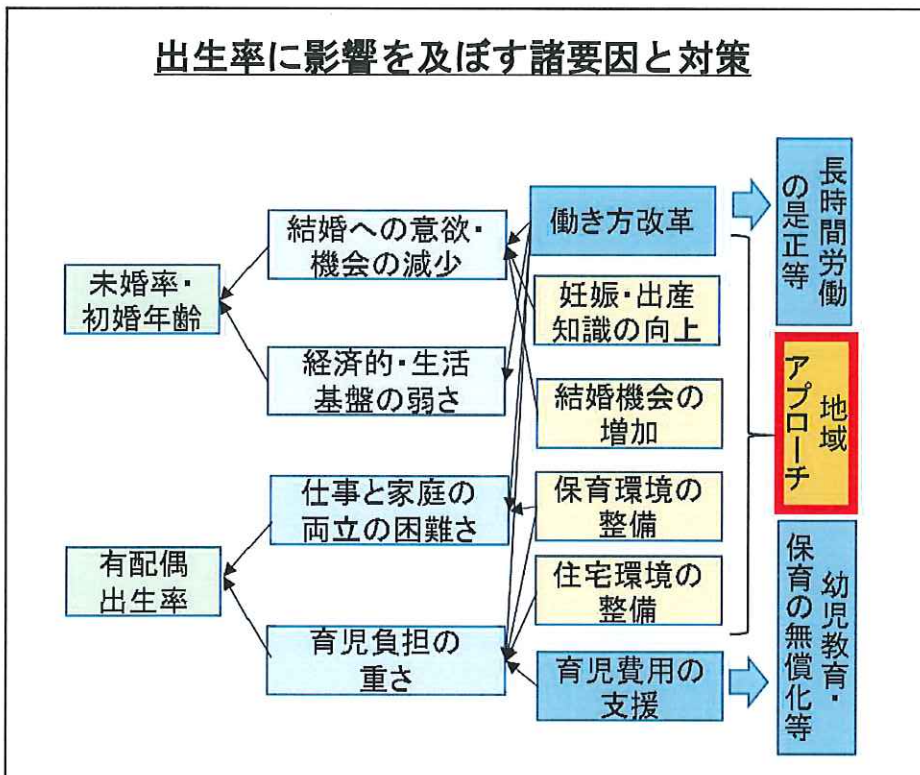 出生率に影響を及ぼす諸要因と対策
未婚率・
初婚年齢
有配偶
出生率
結婚への意欲・
機会の減少
経済的・生活
基盤の弱さ
仕事と家庭の
両立の困難さ
育児負担の
重さ
働き方改革
妊娠・出産
知識の向上
結婚機会の
増加
保育環境の
整備
住宅環境の
整備
育児費用の
支援
長時間労働
の是正等
地域
アプローチ
幼児教育・
保育の無償化等